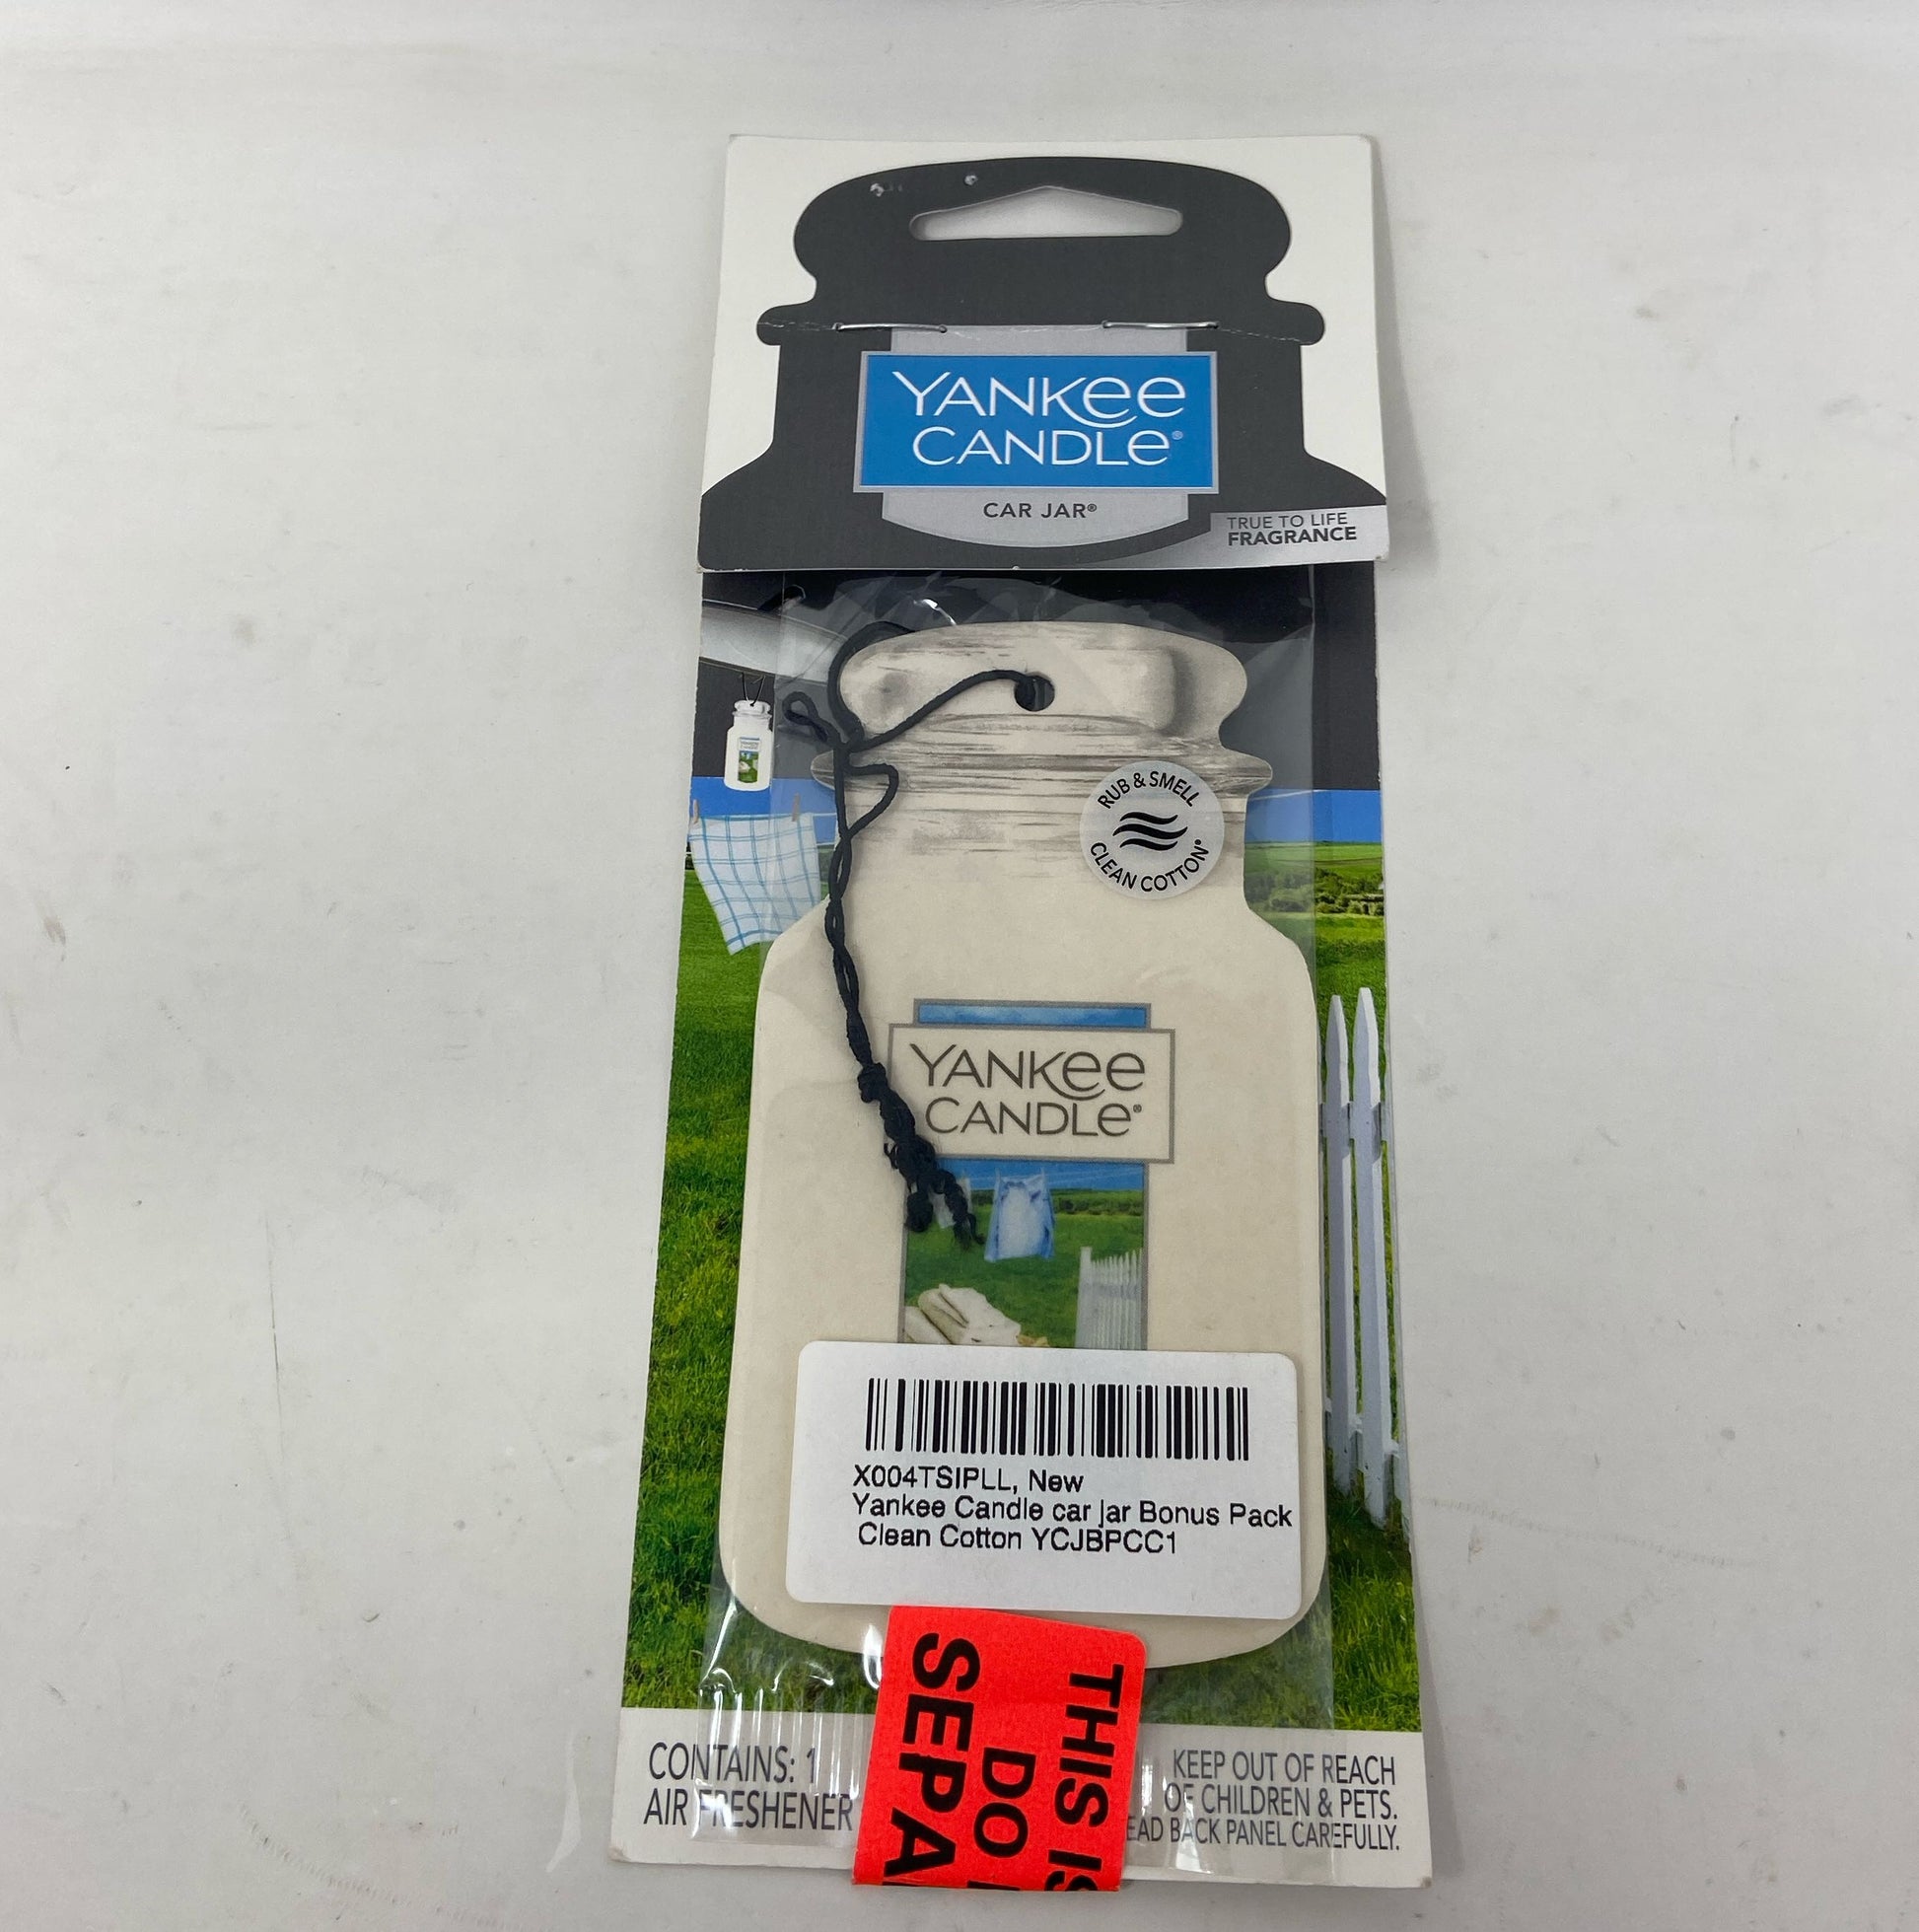 YANKEE
CANDLE®
CAR JAR®
TRUE TO LIFE
FRAGRANCE
RUB & SMELL
CLEAN COTTON®
YANKEE
CANDLE®
X004TSIPLL, New
Yankee Candle car jar Bonus Pack
Clean Cotton YCJBPCC1
THIS IS
DO
SEPA
CONTAINS: 1
AIR FRESHENER
KEEP OUT OF REACH
OF CHILDREN & PETS.
EAD BACK PANEL CAREFULLY.